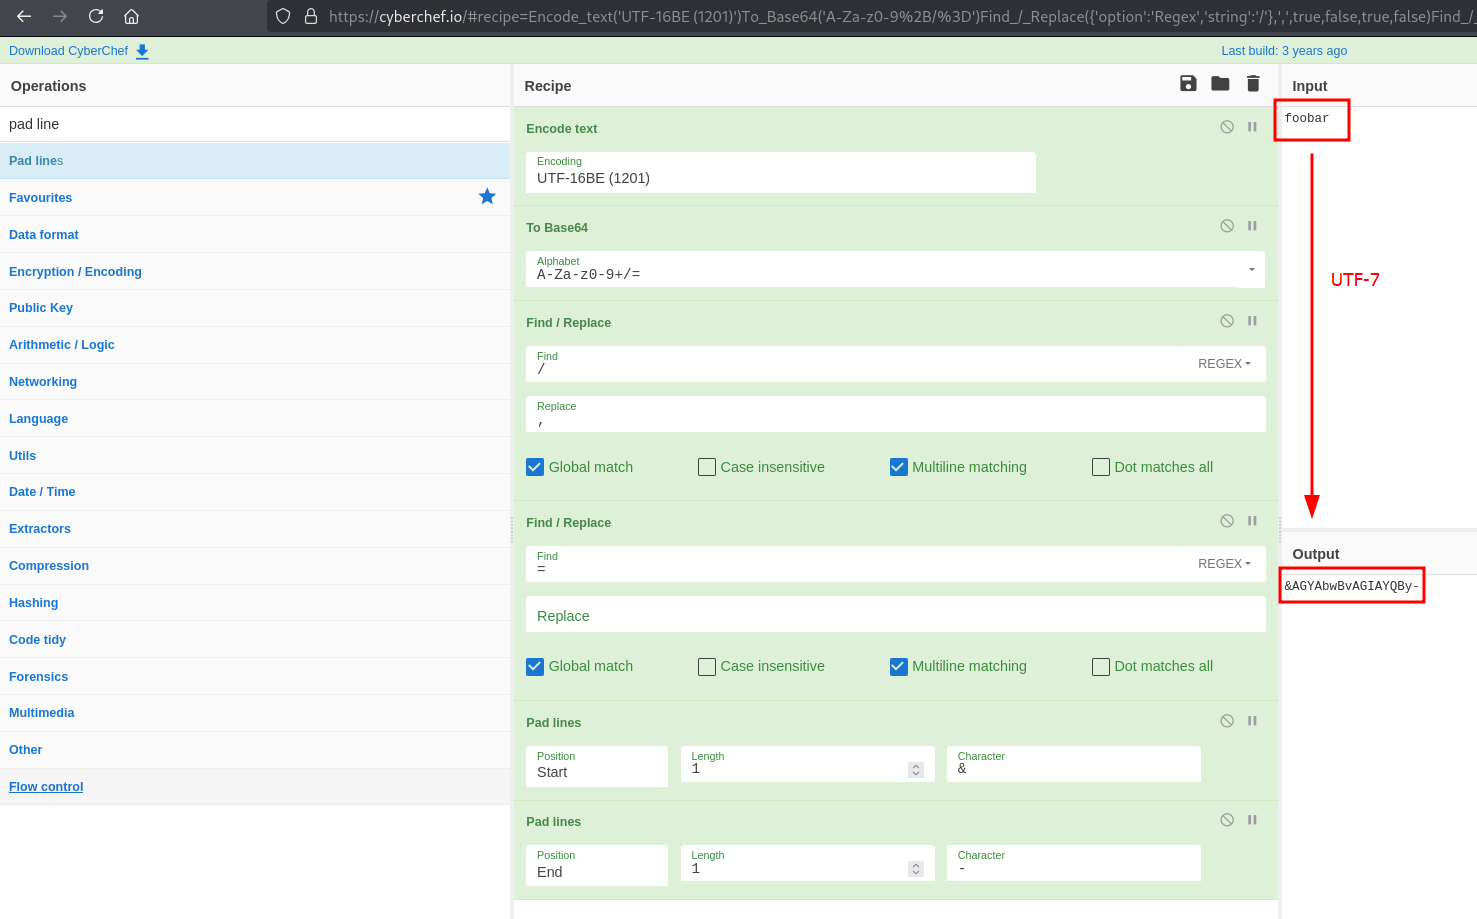 https://cyberchef.io/#recipe=Encode_text('UTF-16BE (1201)')To_Base64('A-Za-z0-9%2B/%3D')Find_/_Replace({'option':'Regex','string':'/'},',',true,false,true,false)Find_/_
Download CyberChef
Last build: 3 years ago
Operations
pad line
Pad lines
Favourites
Data format
Encryption / Encoding
Public Key
Arithmetic / Logic
Networking
Language
Utils
Date / Time
Extractors
Compression
Hashing
Code tidy
Forensics
Multimedia
Other
Flow control
Recipe
Encode text
Encoding
UTF-16BE (1201)
To Base64
Alphabet
A-Za-z0-9+/=
Find / Replace
Find
/
REGEX
Replace
,
Global match
Case insensitive
Multiline matching
Dot matches all
Find / Replace
Find
=
REGEX
Replace
Global match
Case insensitive
Multiline matching
Dot matches all
Pad lines
Position
Start
Length
1
Character
&
Pad lines
Position
End
Length
1
Character
-
Input
foobar
UTF-7
Output
&AGYAbwBvAGIAYQBy-